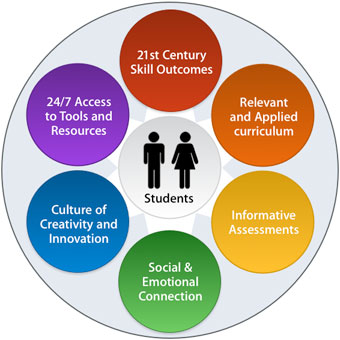 21st Century
Skill Outcomes
24/7 Access
to Tools and
Resources
Relevant
and Applied
curriculum
Students
Culture of
Creativity and
Innovation
Informative
Assessments
Social &
Emotional
Connection